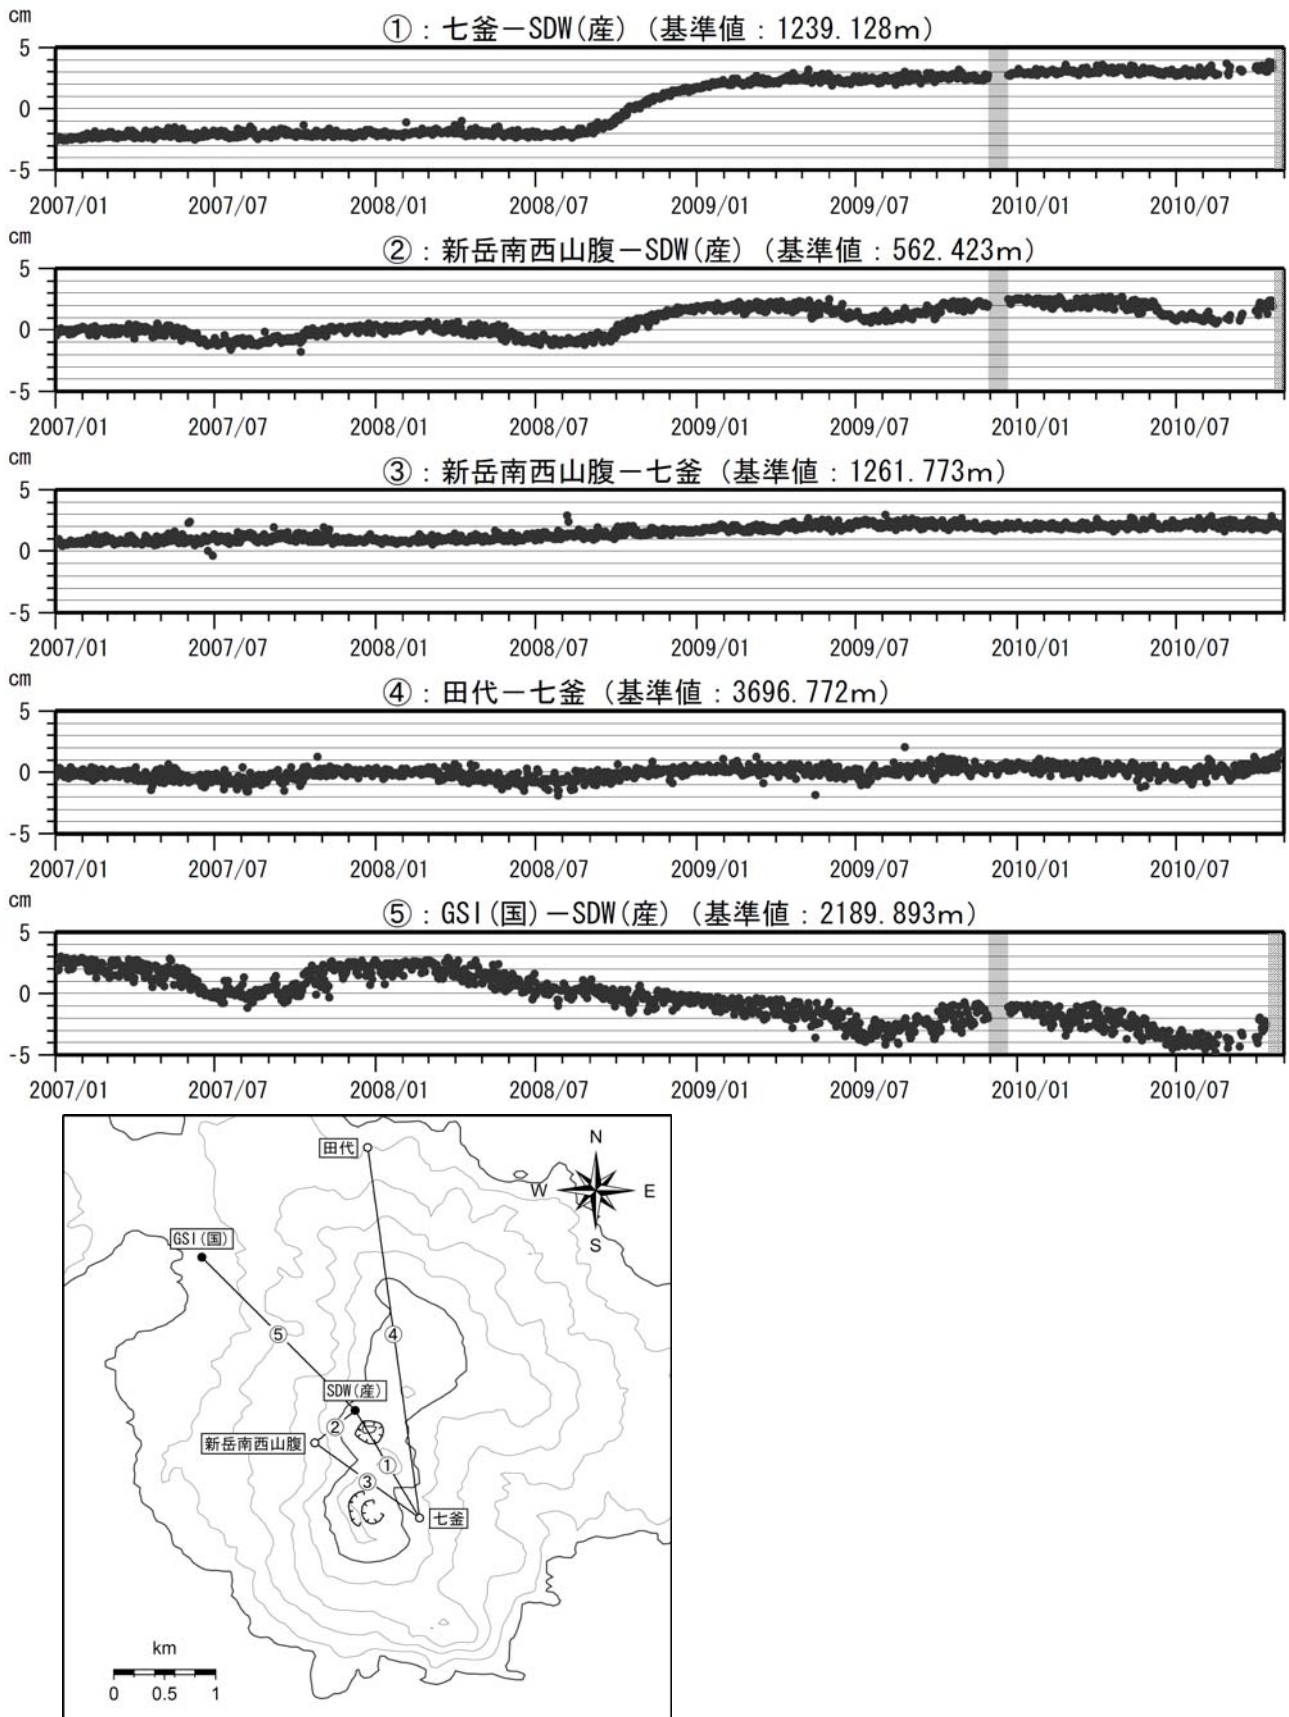 cm
①：七釜－SDW(産)（基準値：1239.128m）
5
0
-5
2007/01 2007/07 2008/01 2008/07 2009/01 2009/07 2010/01 2010/07
cm
②：新岳南西山腹－SDW(産)（基準値：562.423m）
5
0
-5
2007/01 2007/07 2008/01 2008/07 2009/01 2009/07 2010/01 2010/07
cm
③：新岳南西山腹－七釜（基準値：1261.773m）
5
0
-5
2007/01 2007/07 2008/01 2008/07 2009/01 2009/07 2010/01 2010/07
cm
④：田代－七釜（基準値：3696.772m）
5
0
-5
2007/01 2007/07 2008/01 2008/07 2009/01 2009/07 2010/01 2010/07
cm
⑤：GSI(国)－SDW(産)（基準値：2189.893m）
5
0
-5
2007/01 2007/07 2008/01 2008/07 2009/01 2009/07 2010/01 2010/07
田代
N
W E
S
GSI(国)
⑤ ④
SDW(産)
②
新岳南西山腹
①
③
七釜
km
0 0.5 1